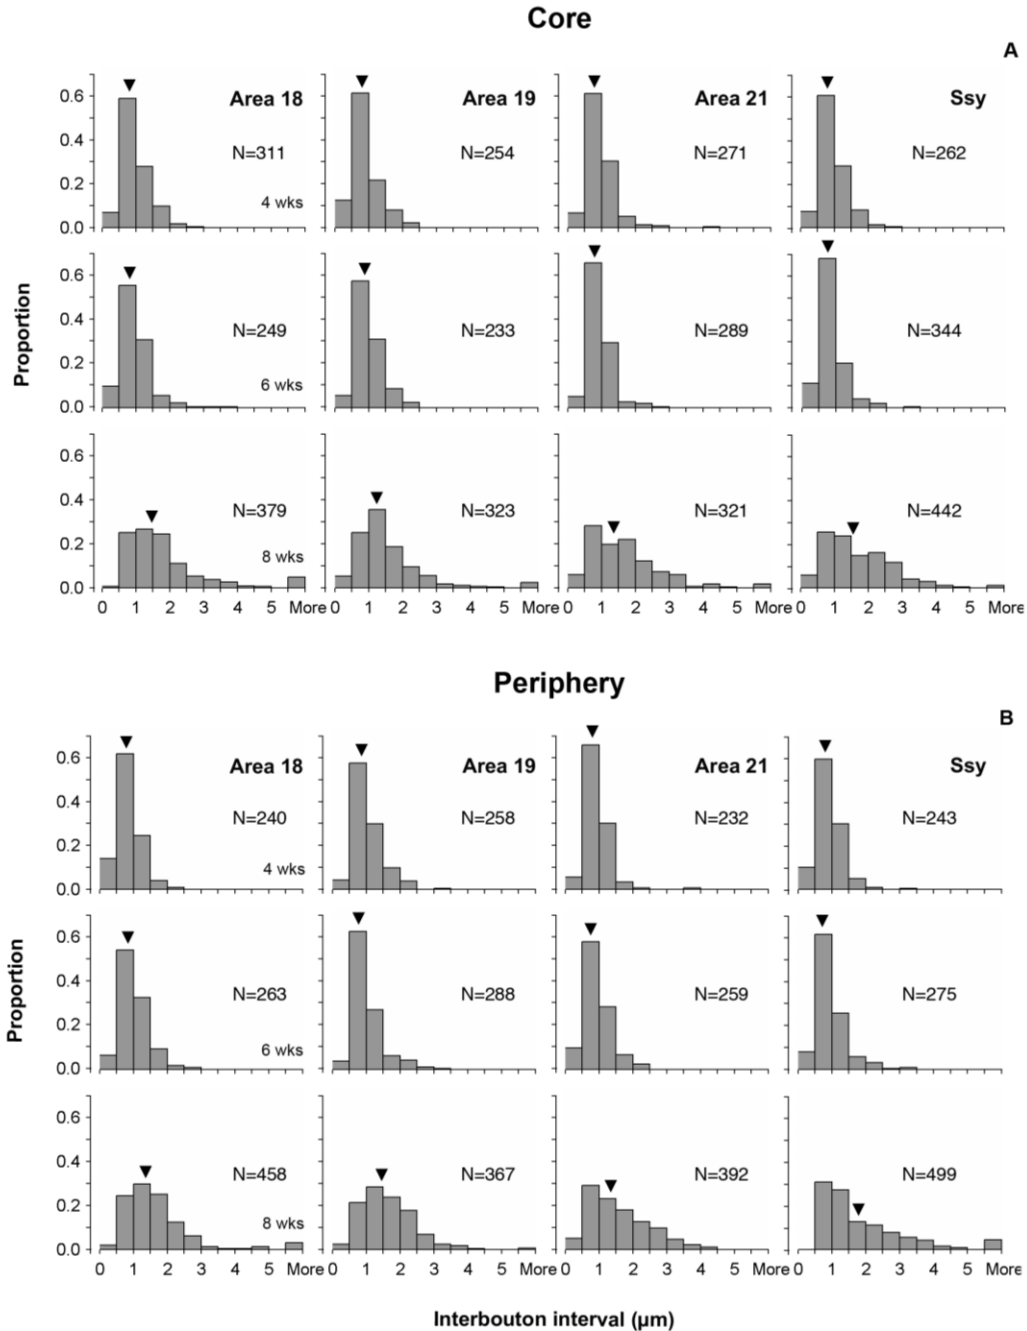 Core
A
Area 18 Area 19 Area 21 Ssy
0.6
0.4
0.2
0.0
N=311 N=254 N=271 N=262
4 wks
Proportion
0.6
0.4
0.2
0.0
N=249 N=233 N=289 N=344
6 wks
0.6
0.4
0.2
0.0
N=379 N=323 N=321 N=442
8 wks
0 1 2 3 4 5 More 0 1 2 3 4 5 More 0 1 2 3 4 5 More 0 1 2 3 4 5 More
Periphery
B
Area 18 Area 19 Area 21 Ssy
0.6
0.4
0.2
0.0
N=240 N=258 N=232 N=243
4 wks
Proportion
0.6
0.4
0.2
0.0
N=263 N=288 N=259 N=275
6 wks
0.6
0.4
0.2
0.0
N=458 N=367 N=392 N=499
8 wks
0 1 2 3 4 5 More 0 1 2 3 4 5 More 0 1 2 3 4 5 More 0 1 2 3 4 5 More
Interbouton interval (µm)